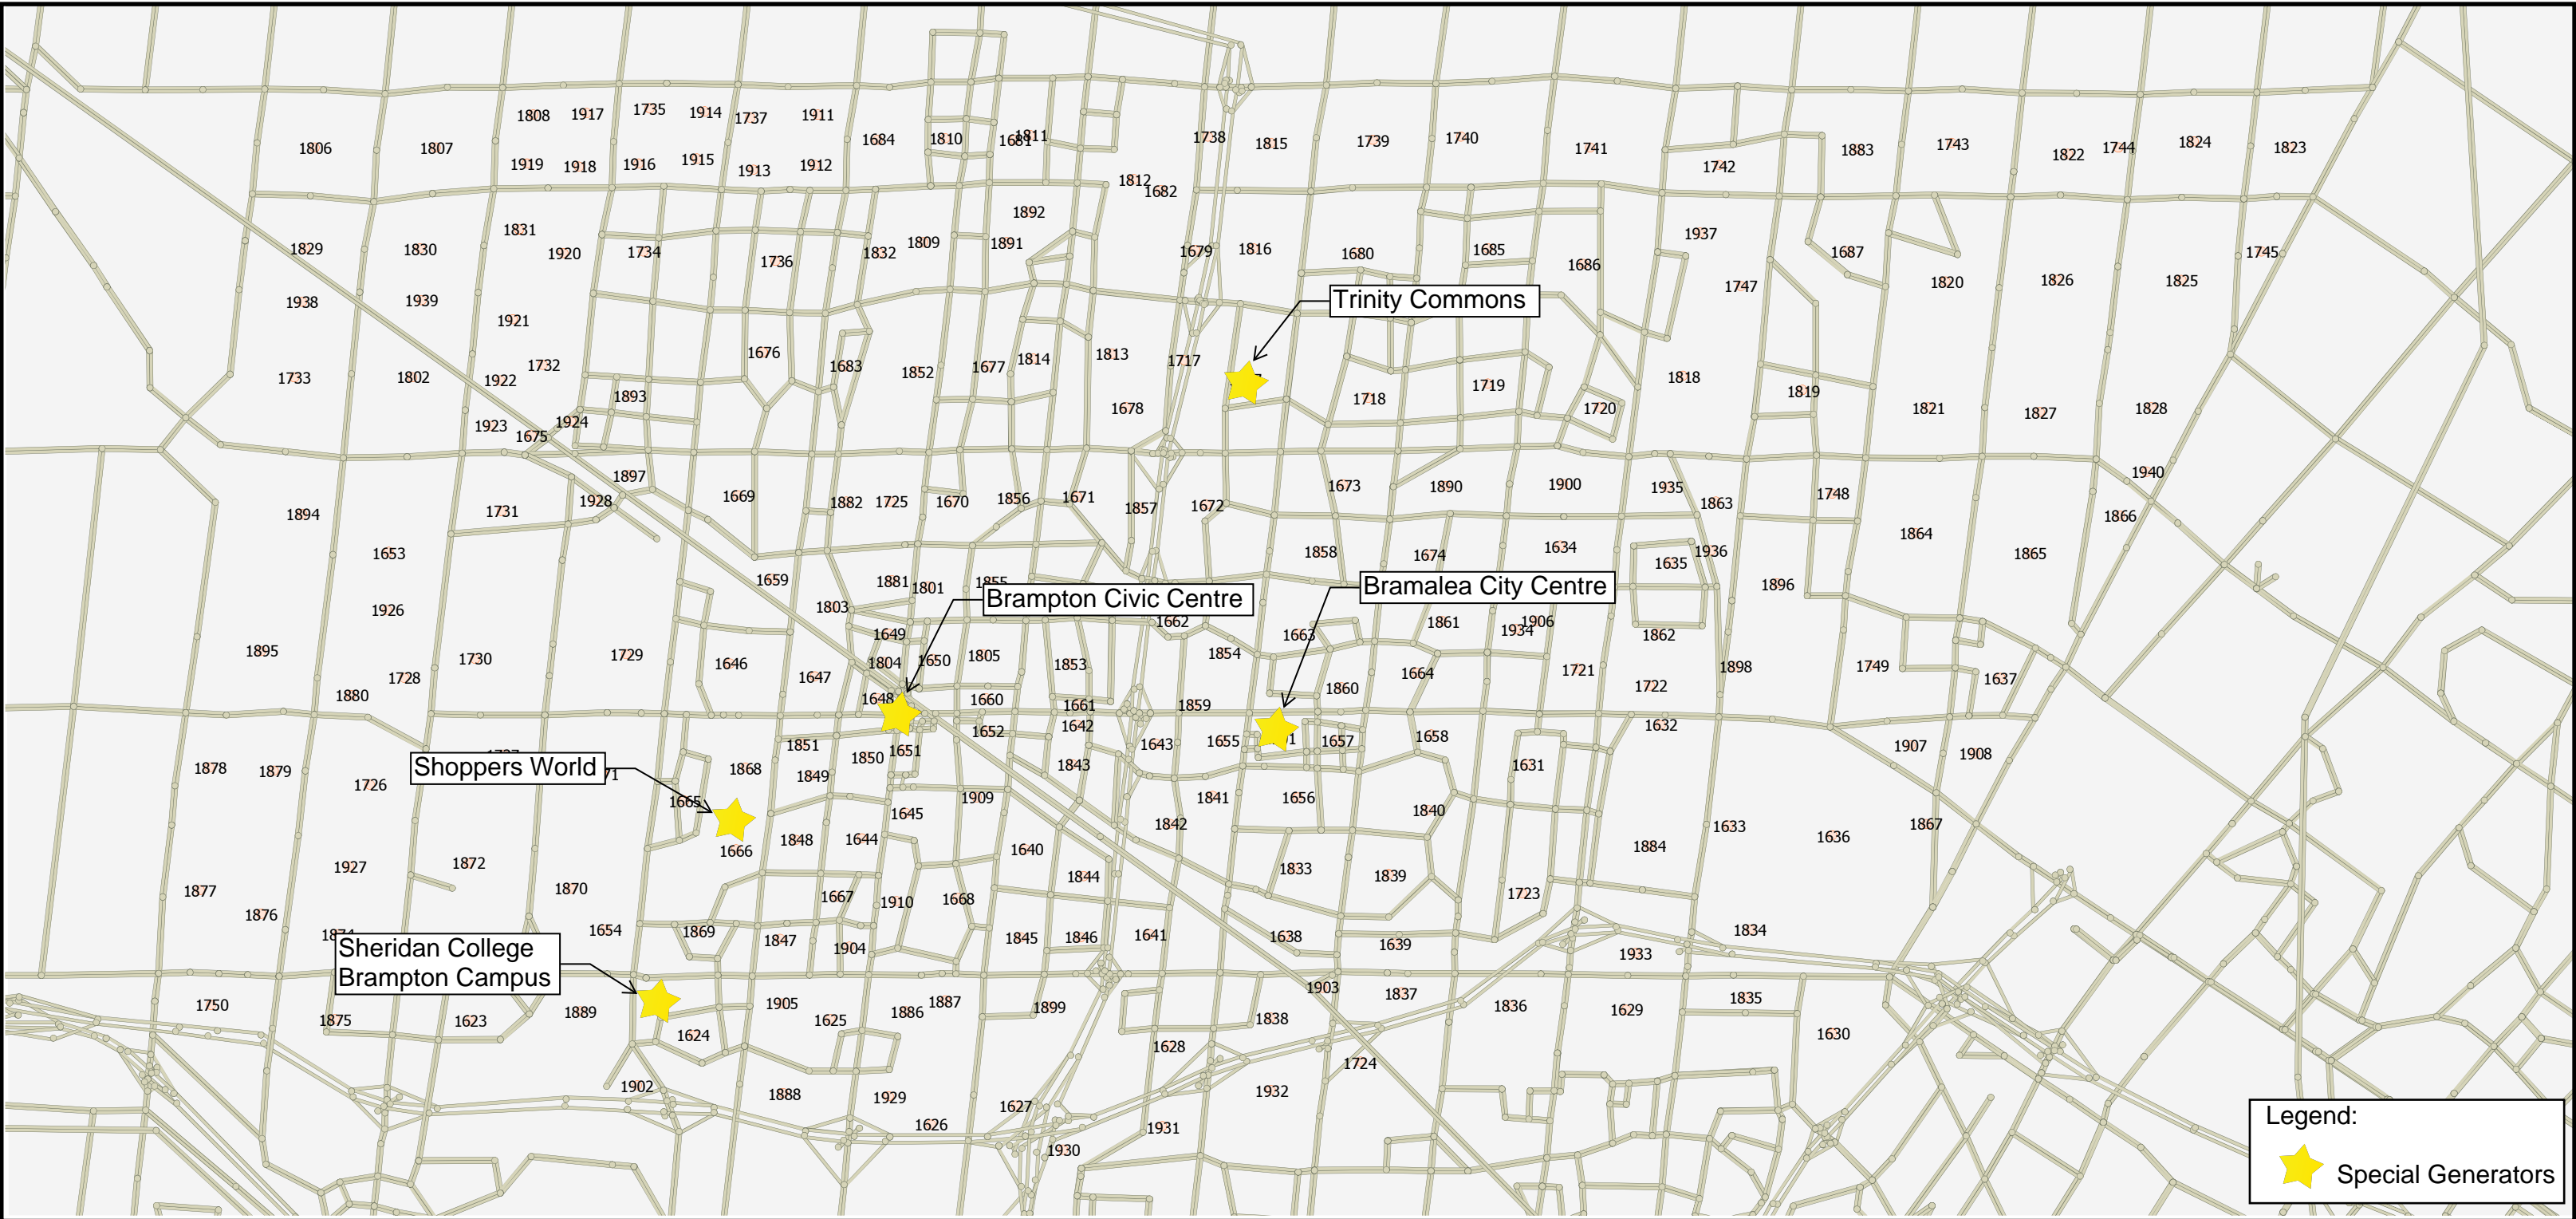 1808 1917 1735 1914 1737 1911
1806 1807 1684 1810 1681 1811 1738 1815 1739 1740 1741 1883 1743 1822 1744 1824 1823
1919 1918 1916 1915 1913 1912 1742
1812 1682
1892
1831 1937
1829 1830 1920 1734 1736 1832 1809 1891 1679 1816 1680 1685 1686 1687 1745
1938 1939 1747 1820 1826 1825
Trinity Commons
1921
1732 1676 1683 1852 1677 1814 1813 1717
1733 1802 1922 1893 1718 1719 1818 1819
1923 1675 1924 1678 1720 1821 1827 1828
1897 1940
1894 1731 1928 1669 1882 1725 1670 1856 1671 1857 1672 1673 1890 1900 1935 1863 1748 1866
1653 1858 1674 1634 1635 1936 1864 1865
1659 1881 1801 1855 1896
Bramalea City Centre
Brampton Civic Centre
1926 1803 1662 1861 1906
1649 1663 1934 1862
1895 1730 1729 1646 1804 1650 1805 1853 1854 1664 1721 1898 1749 1637
1728 1647 1860 1722
1880 1648 1660 1661 1859
1652 1642 1632
1851 1850 1651 1643 1655 1657 1658 1907 1908
Shoppers World
1878 1879 1726 1868 1849 1843 1631
1665 1645 1909 1841 1656 1840
1666 1848 1644 1640 1842 1884 1633 1636 1867
1927 1872 1844 1833 1839
1877 1870 1667 1910 1668 1723
1876 1654 1869 1847 1904 1845 1846 1641 1638 1639 1933 1834
Sheridan College
Brampton Campus
1903 1837 1835
1750 1889 1905 1886 1887 1899 1836 1629
1875 1623 1624 1625 1838 1630
1628 1724
1902 1888 1929 1627 1932
1626 1931
1930
Legend:
Special Generators